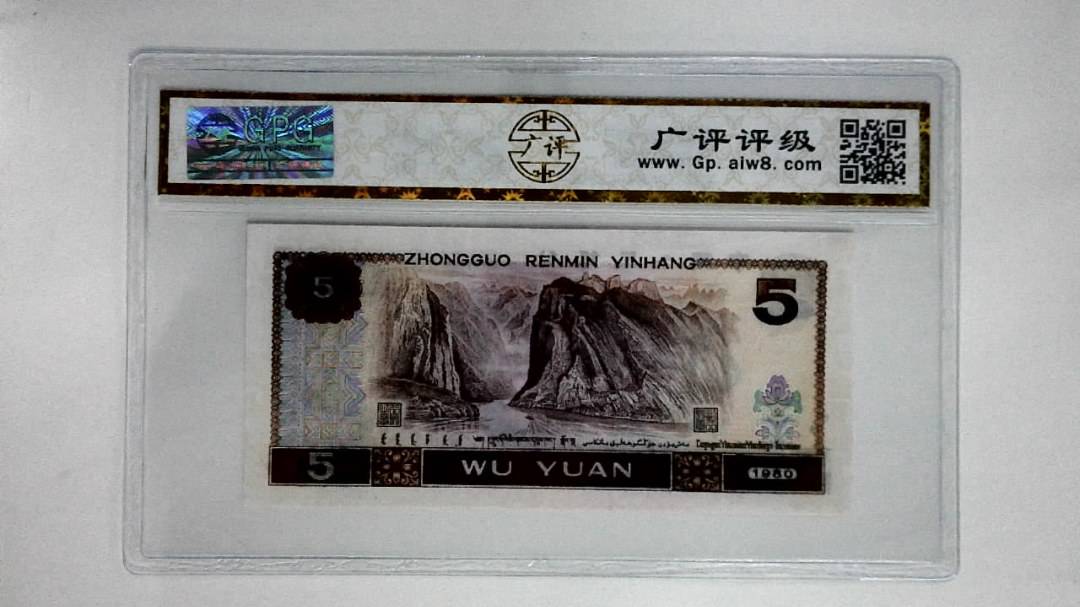 GPG
广评
广评评级
www.Gp.alw8.com
ZHONGGUO RENMIN YINHANG
5
5
5
WU YUAN
1980